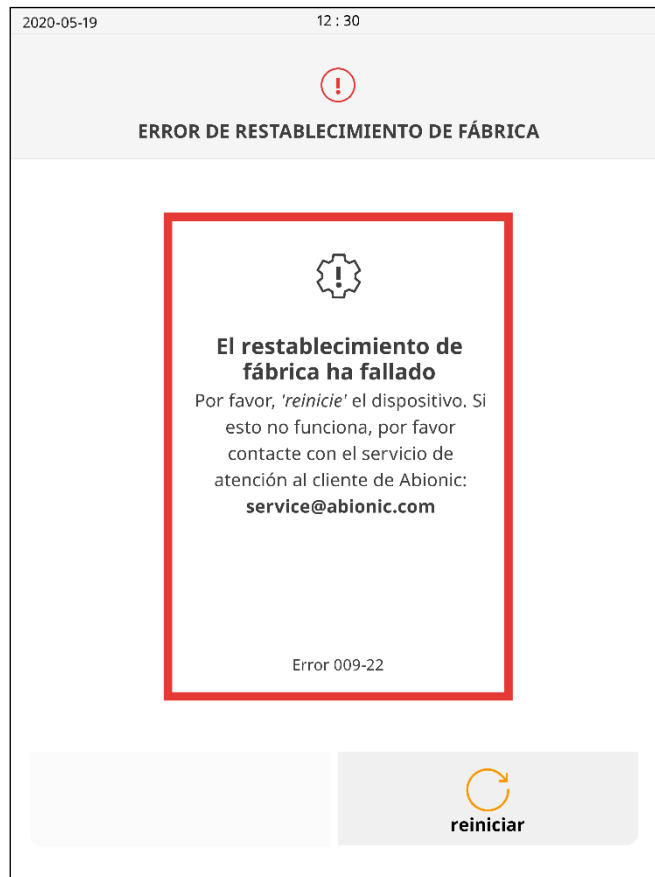 2020-05-19
12 : 30
ERROR DE RESTABLECIMIENTO DE FÁBRICA
El restablecimiento de
fábrica ha fallado
Por favor, 'reinicie' el dispositivo. Si
esto no funciona, por favor
contacte con el servicio de
atención al cliente de Abionic:
service@abionic.com
Error 009-22
reiniciar